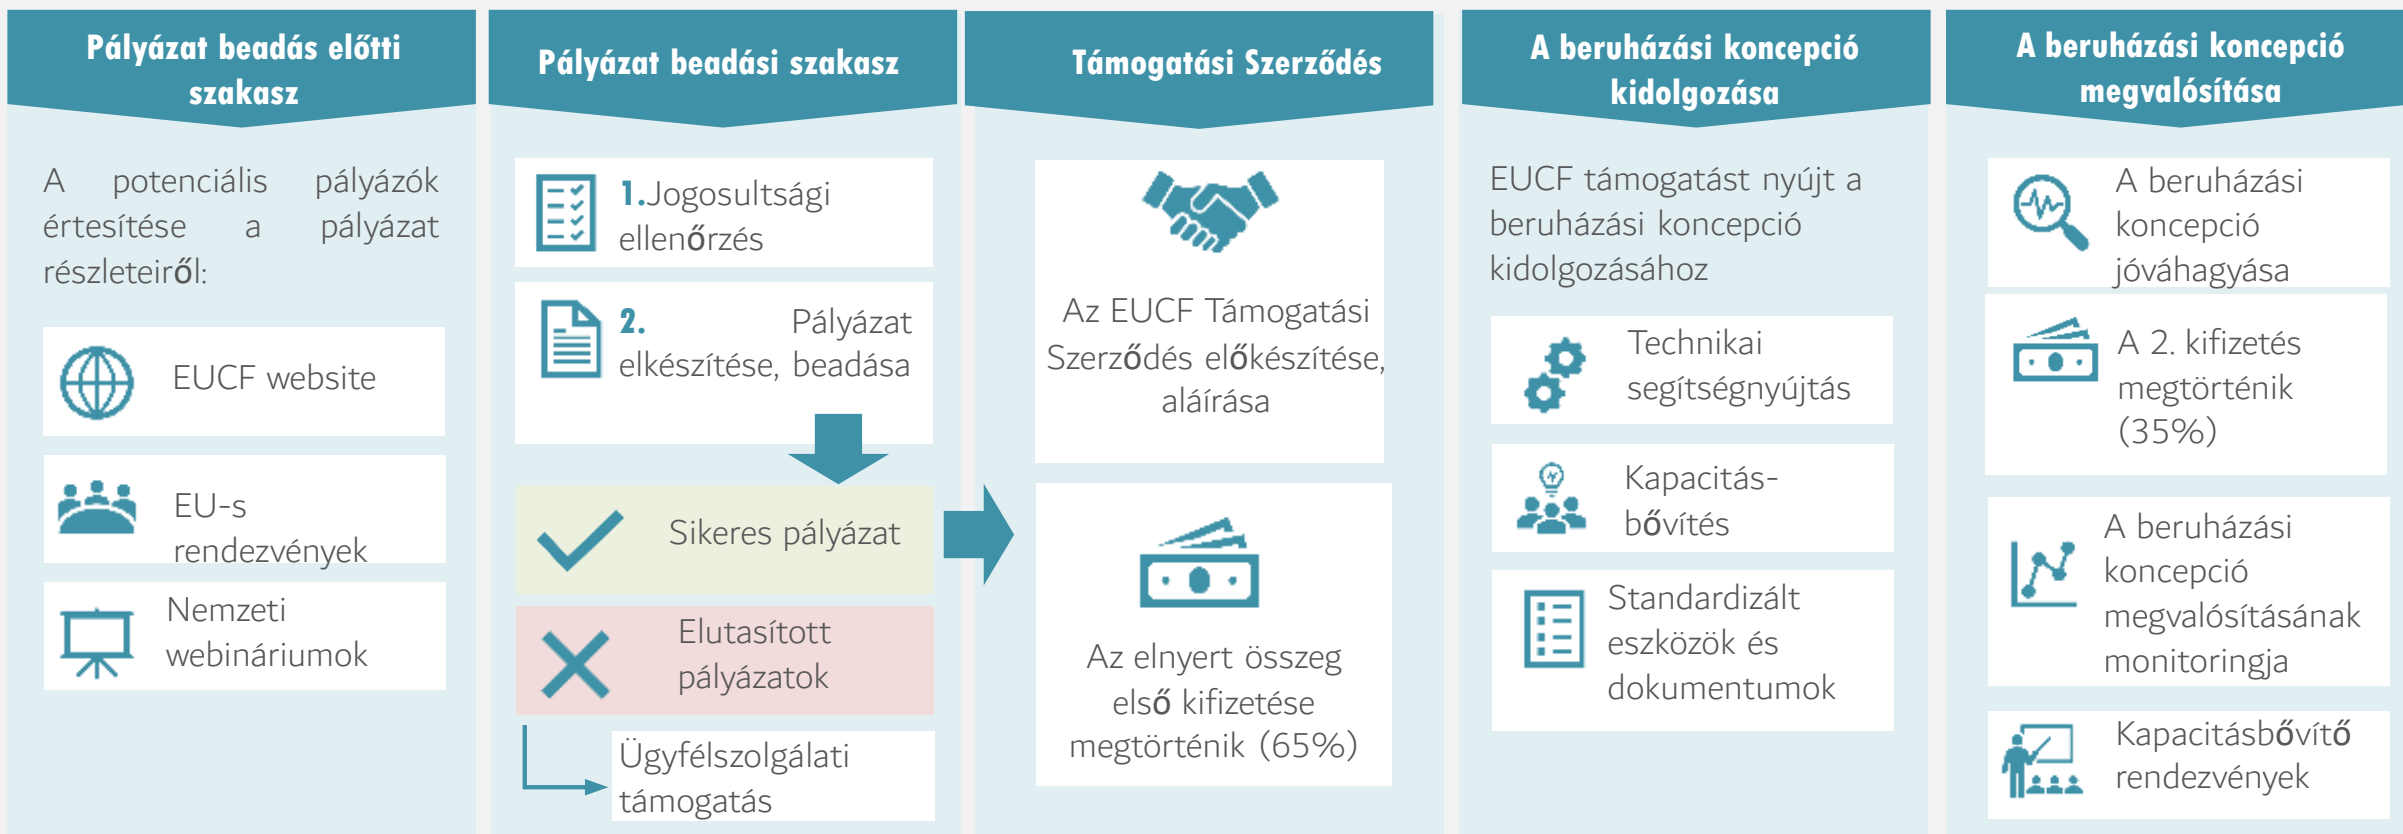 Pályázat beadás előtti
szakasz
A potenciális pályázók
értesítése a pályázat
részleteiről:
EUCF website
EU-s
rendezvények
Nemzeti
webináriumok
Pályázat beadási szakasz
1.Jogosultsági
ellenőrzés
2. Pályázat
elkészítése, beadása
Sikeres pályázat
Elutasított
pályázatok
Ügyfélszolgálati
támogatás
Támogatási Szerződés
Az EUCF Támogatási
Szerződés előkészítése,
aláírása
Az elnyert összeg
első kifizetése
megtörténik (65%)
A beruházási koncepció
kidolgozása
EUCF támogatást nyújt a
beruházási koncepció
kidolgozásához
Technikai
segítségnyújtás
Kapacitás-
bővítés
Standardizált
eszközök és
dokumentumok
A beruházási koncepció
megvalósítása
A beruházási
koncepció
jóváhagyása
A 2. kifizetés
megtörténik
(35%)
A beruházási
koncepció
megvalósításának
monitoringja
Kapacitásbővítő
rendezvények